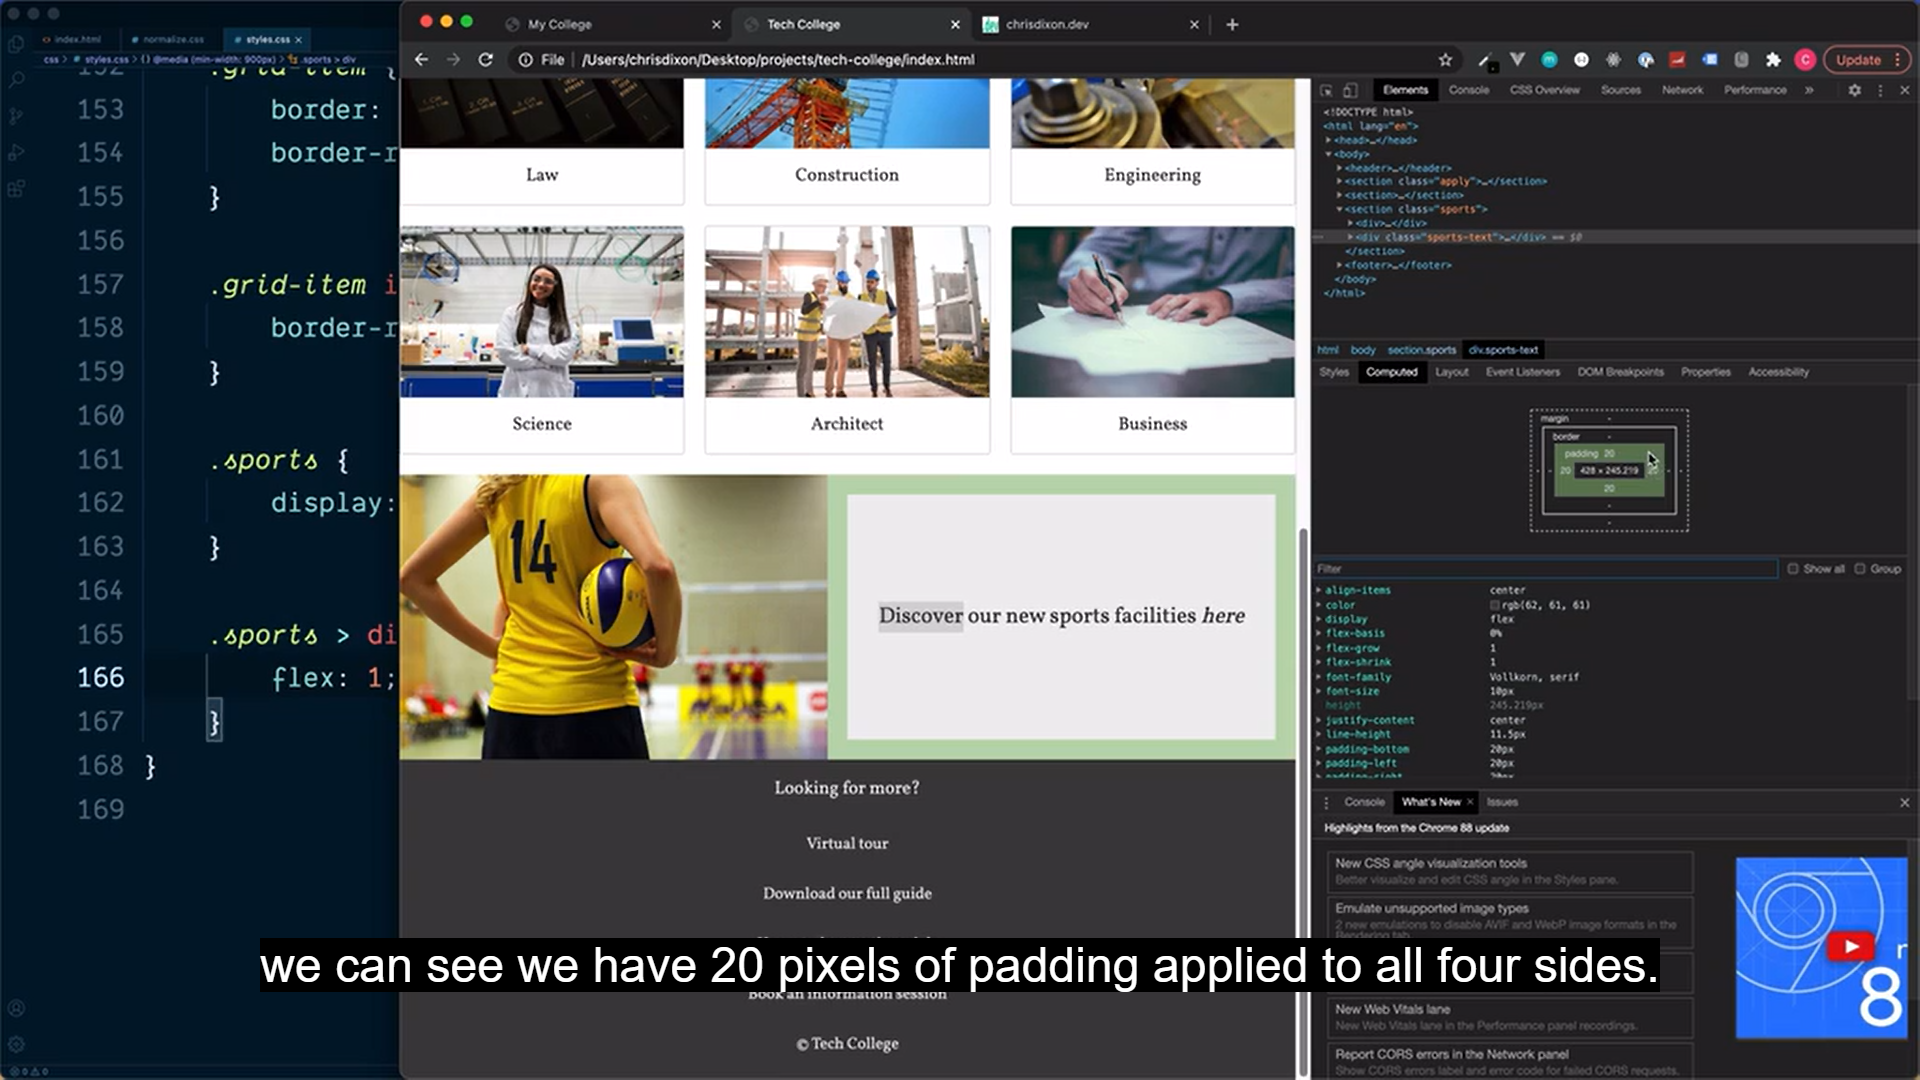 My College
Tech College
chrisdixon.dev
index.html
normalize.css
styles.css
css > # styles.css > {} @media (min-width: 900px) > .sports > div
File
/Users/chrisdixon/Desktop/projects/tech-college/index.html
Update
152 .grid-item {
153 border:
154 border-r
155 }
156
157 .grid-item i
158 border-r
159 }
160
161 .sports {
162 display:
163 }
164
165 .sports > di
166 flex: 1;
167 }
168 }
169
Law
Construction
Engineering
Science
Architect
Business
14
Discover our new sports facilities here
Looking for more?
Virtual tour
Download our full guide
Book an information session
© Tech College
Elements
Console
CSS Overview
Sources
Network
Performance
<!DOCTYPE html>
<html lang="en">
<head>…</head>
<body>
<header>…</header>
<section class="apply">…</section>
<section>…</section>
<section class="sports">
<div>…</div>
<div class="sports-text">…</div> == $0
</section>
<footer>…</footer>
</body>
</html>
html body section.sports div.sports-text
Styles
Computed
Layout
Event Listeners
DOM Breakpoints
Properties
Accessibility
margin -
border -
padding 20
20 428 × 245.219 20
20
Filter
Show all
Group
align-items center
color rgb(62, 61, 61)
display flex
flex-basis 0%
flex-grow 1
flex-shrink 1
font-family Vollkorn, serif
font-size 10px
height 245.219px
justify-content center
line-height 11.5px
padding-bottom 20px
padding-left 20px
padding-right 20px
Console
What's New
Issues
Highlights from the Chrome 88 update
New CSS angle visualization tools
Better visualize and edit CSS angle in the Styles pane.
Emulate unsupported image types
2 new emulations to disable AVIF and WebP image formats in the
Rendering tab.
New Web Vitals lane
New Web Vitals lane in the Performance panel recordings.
Report CORS errors in the Network panel
Show CORS errors label and error code for failed CORS requests.
8
we can see we have 20 pixels of padding applied to all four sides.